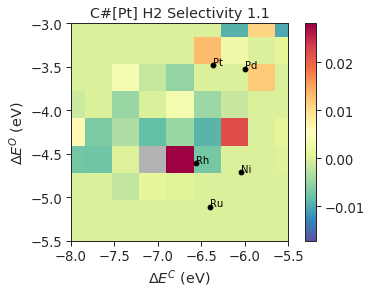 C#[Pt] H2 Selectivity 1.1
−3.0
−3.5
−4.0
−4.5
−5.0
−5.5
ΔE^O (eV)
Pt
Pd
Rh
Ni
Ru
−8.0 −7.5 −7.0 −6.5 −6.0 −5.5
ΔE^C (eV)
0.02
0.01
0.00
−0.01